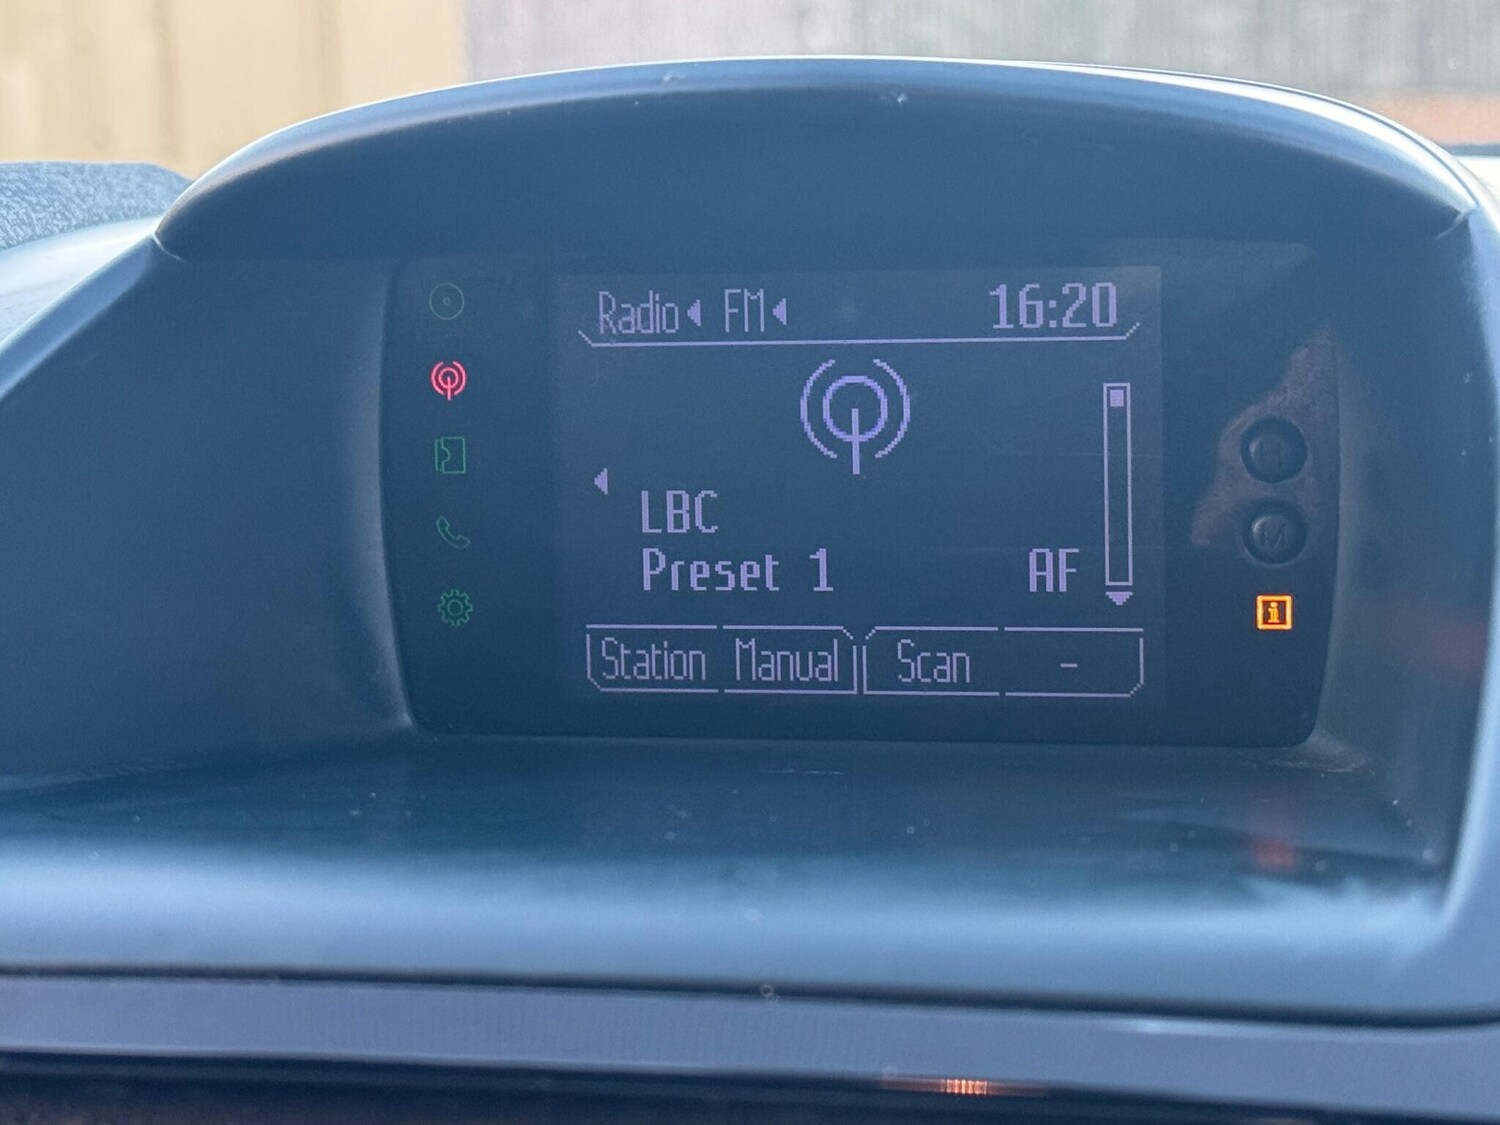 Radio FM 16:20
LBC
Preset 1 AF
Station Manual Scan -
H
M
i